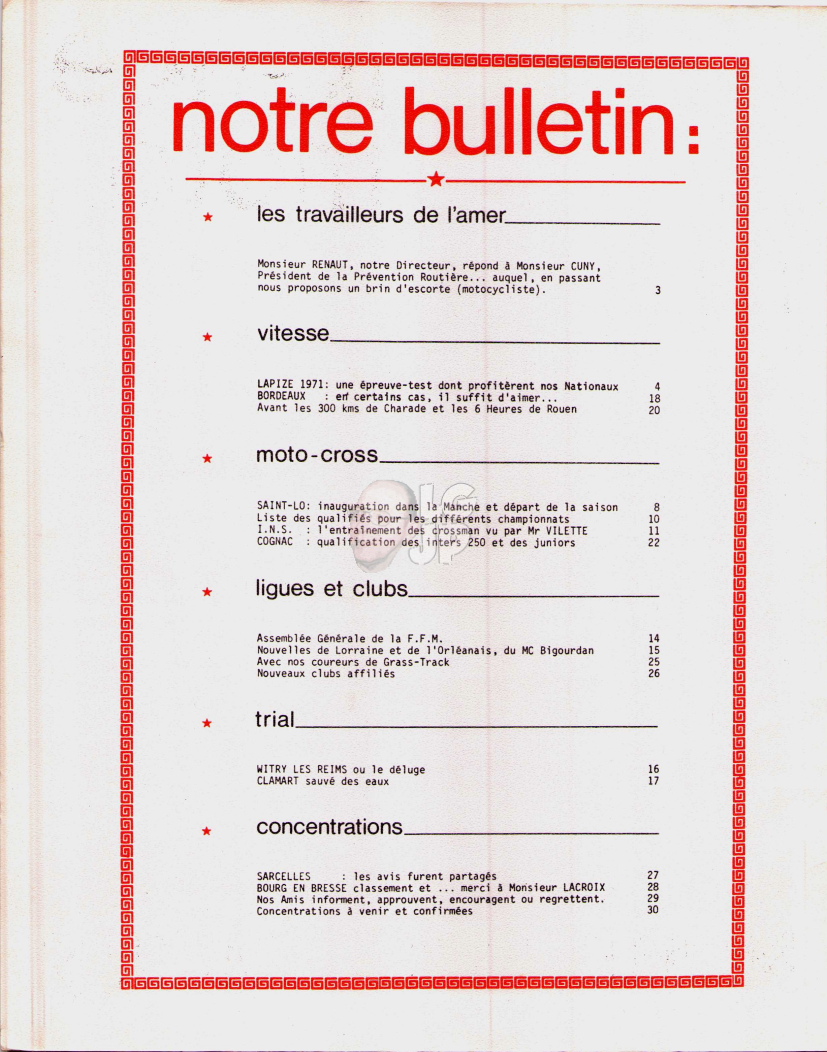 notre bulletin:
les travailleurs de l'amer
Monsieur RENAUT, notre Directeur, répond à Monsieur CUNY,
Président de la Prévention Routière... auquel, en passant
nous proposons un brin d'escorte (motocycliste). 3
vitesse
LAPIZE 1971: une épreuve-test dont profitèrent nos Nationaux 4
BORDEAUX : en certains cas, il suffit d'aimer... 18
Avant les 300 kms de Charade et les 6 Heures de Rouen 20
moto-cross
SAINT-LO: inauguration dans la Manche et départ de la saison 8
Liste des qualifiés pour les différents championnats 10
I.N.S. : l'entraînement des crossman vu par Mr VILETTE 11
COGNAC : qualification des inters 250 et des juniors 22
JG
JP
ligues et clubs
Assemblée Générale de la F.F.M. 14
Nouvelles de Lorraine et de l'Orléanais, du MC Bigourdan 15
Avec nos coureurs de Grass-Track 25
Nouveaux clubs affiliés 26
trial
WITRY LES REIMS ou le déluge 16
CLAMART sauvé des eaux 17
concentrations
SARCELLES : les avis furent partagés 27
BOURG EN BRESSE classement et ... merci à Monsieur LACROIX 28
Nos Amis informent, approuvent, encouragent ou regrettent. 29
Concentrations à venir et confirmées 30